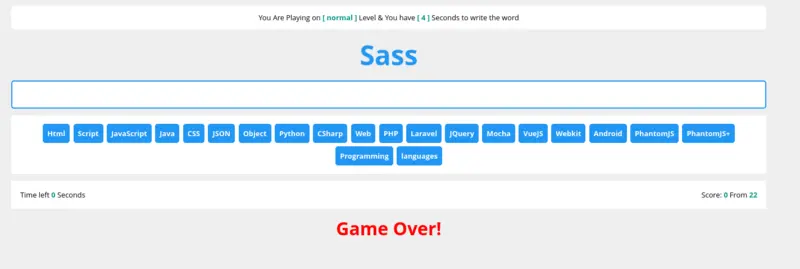 You Are Playing on [ normal ] Level & You have [ 4 ] Seconds to write the word
Sass
Html Script JavaScript Java CSS JSON Object Python CSharp Web PHP Laravel JQuery Mocha VueJS Webkit Android PhantomJS PhantomJS+
Programming languages
Time left 0 Seconds Score: 0 From 22
Game Over!